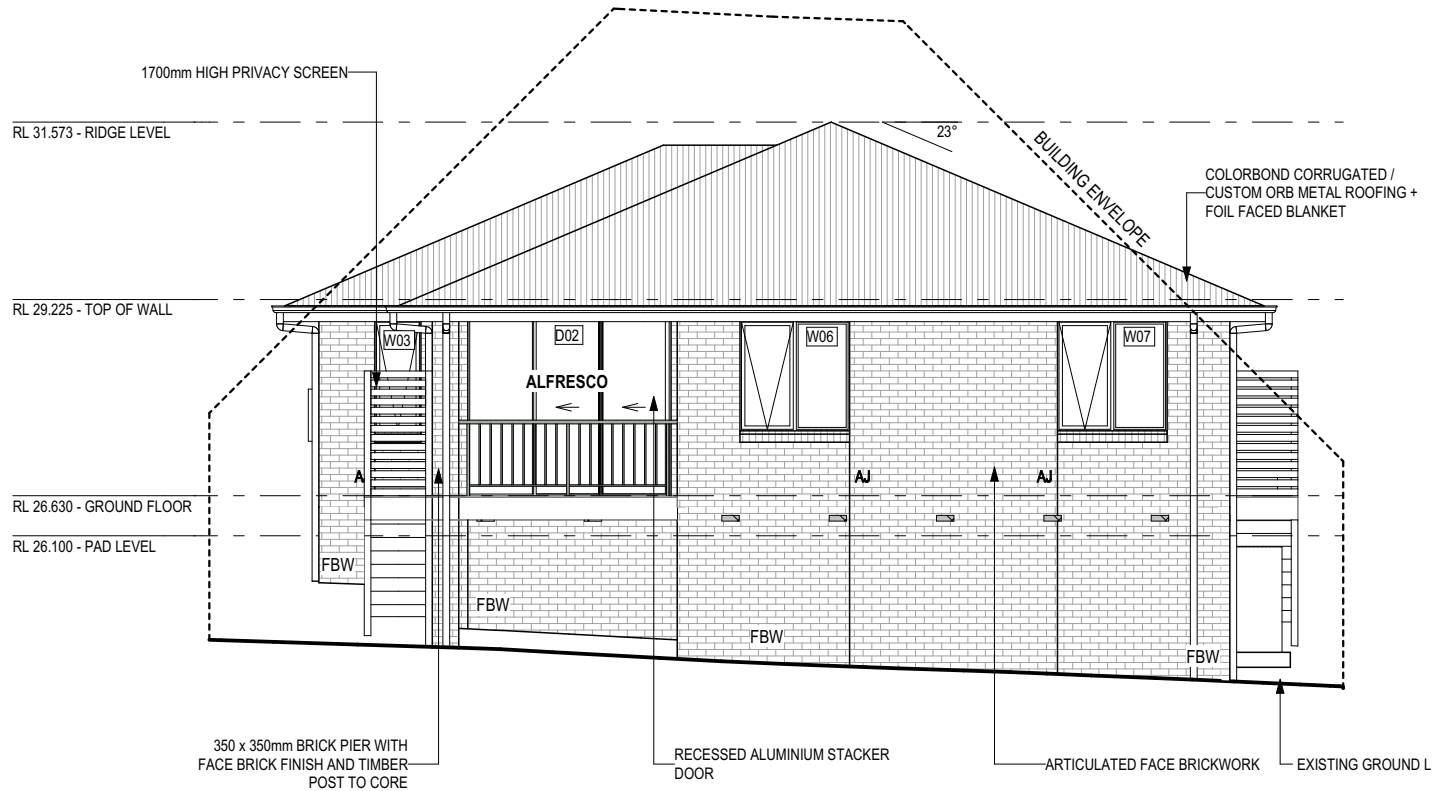 1700mm HIGH PRIVACY SCREEN
RL 31.573 - RIDGE LEVEL
23°
BUILDING ENVELOPE
COLORBOND CORRUGATED /
CUSTOM ORB METAL ROOFING +
FOIL FACED BLANKET
RL 29.225 - TOP OF WALL
W03
D02
W06
W07
ALFRESCO
A
AJ
AJ
RL 26.630 - GROUND FLOOR
RL 26.100 - PAD LEVEL
FBW
FBW
FBW
FBW
350 x 350mm BRICK PIER WITH
FACE BRICK FINISH AND TIMBER
POST TO CORE
RECESSED ALUMINIUM STACKER
DOOR
ARTICULATED FACE BRICKWORK
EXISTING GROUND L